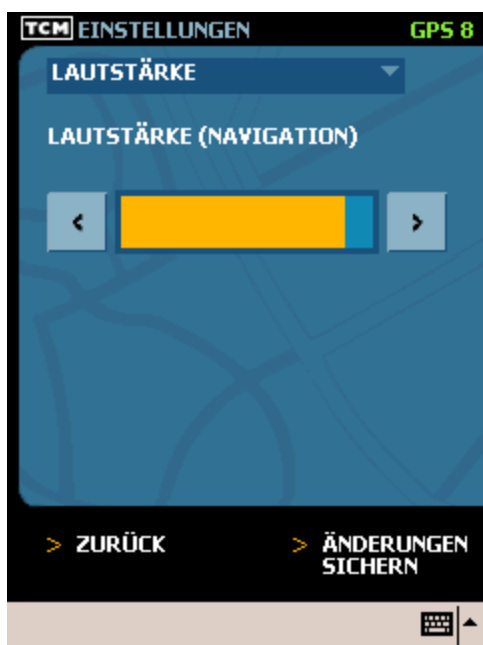 TCM EINSTELLUNGEN GPS 8
LAUTSTÄRKE
LAUTSTÄRKE (NAVIGATION)
< >
> ZURÜCK > ÄNDERUNGEN
SICHERN